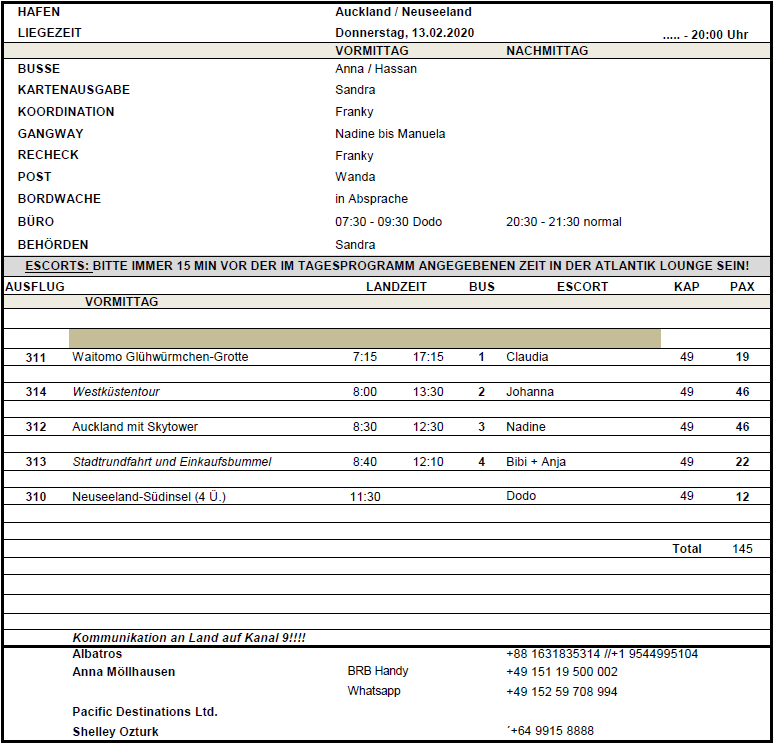 HAFEN Auckland / Neuseeland
LIEGEZEIT Donnerstag, 13.02.2020 ..... - 20:00 Uhr
VORMITTAG NACHMITTAG
BUSSE Anna / Hassan
KARTENAUSGABE Sandra
KOORDINATION Franky
GANGWAY Nadine bis Manuela
RECHECK Franky
POST Wanda
BORDWACHE in Absprache
BÜRO 07:30 - 09:30 Dodo 20:30 - 21:30 normal
BEHÖRDEN Sandra
ESCORTS: BITTE IMMER 15 MIN VOR DER IM TAGESPROGRAMM ANGEGEBENEN ZEIT IN DER ATLANTIK LOUNGE SEIN!
AUSFLUG LANDZEIT BUS ESCORT KAP PAX
VORMITTAG
311 Waitomo Glühwürmchen-Grotte 7:15 17:15 1 Claudia 49 19
314 Westküstentour 8:00 13:30 2 Johanna 49 46
312 Auckland mit Skytower 8:30 12:30 3 Nadine 49 46
313 Stadtrundfahrt und Einkaufsbummel 8:40 12:10 4 Bibi + Anja 49 22
310 Neuseeland-Südinsel (4 Ü.) 11:30 Dodo 49 12
Total 145
Kommunikation an Land auf Kanal 9!!!!
Albatros +88 1631835314 //+1 9544995104
Anna Möllhausen BRB Handy +49 151 19 500 002
Whatsapp +49 152 59 708 994
Pacific Destinations Ltd.
Shelley Ozturk ´+64 9915 8888